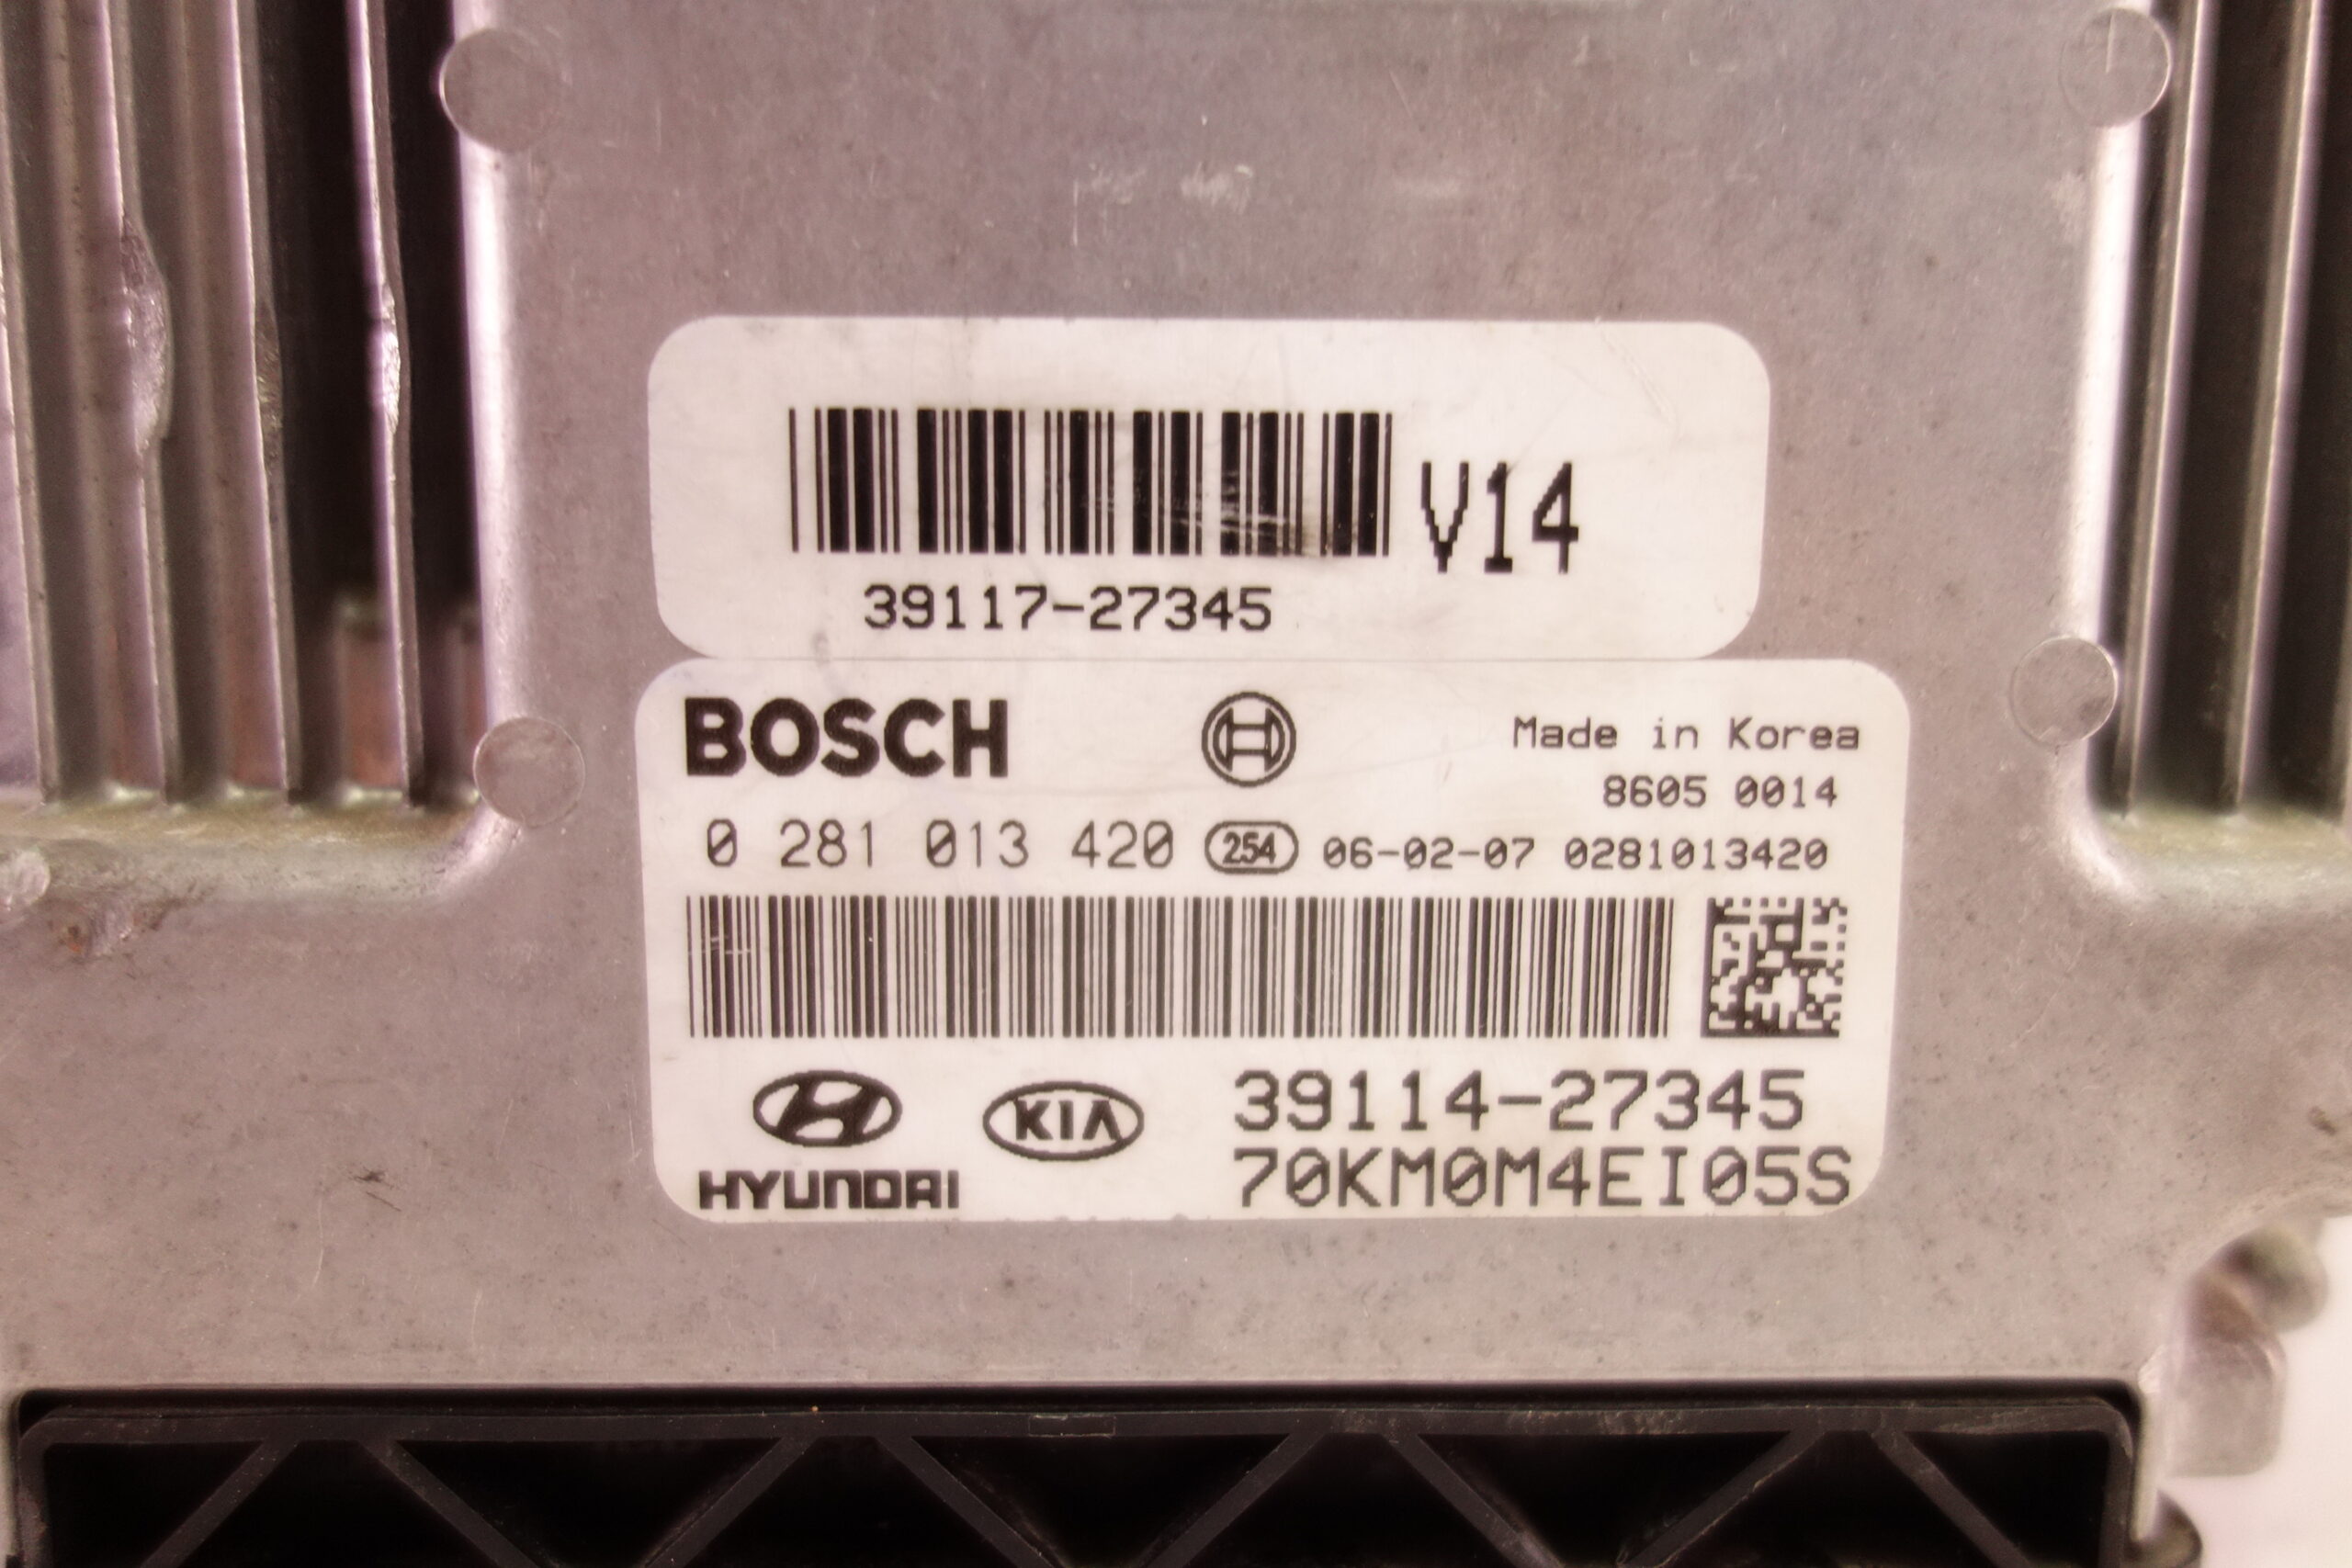 V14
39117-27345
BOSCH
Made in Korea
8605 0014
0 281 013 420 254 06-02-07 0281013420
HYUNDAI
KIA
39114-27345
70KM0M4EI05S